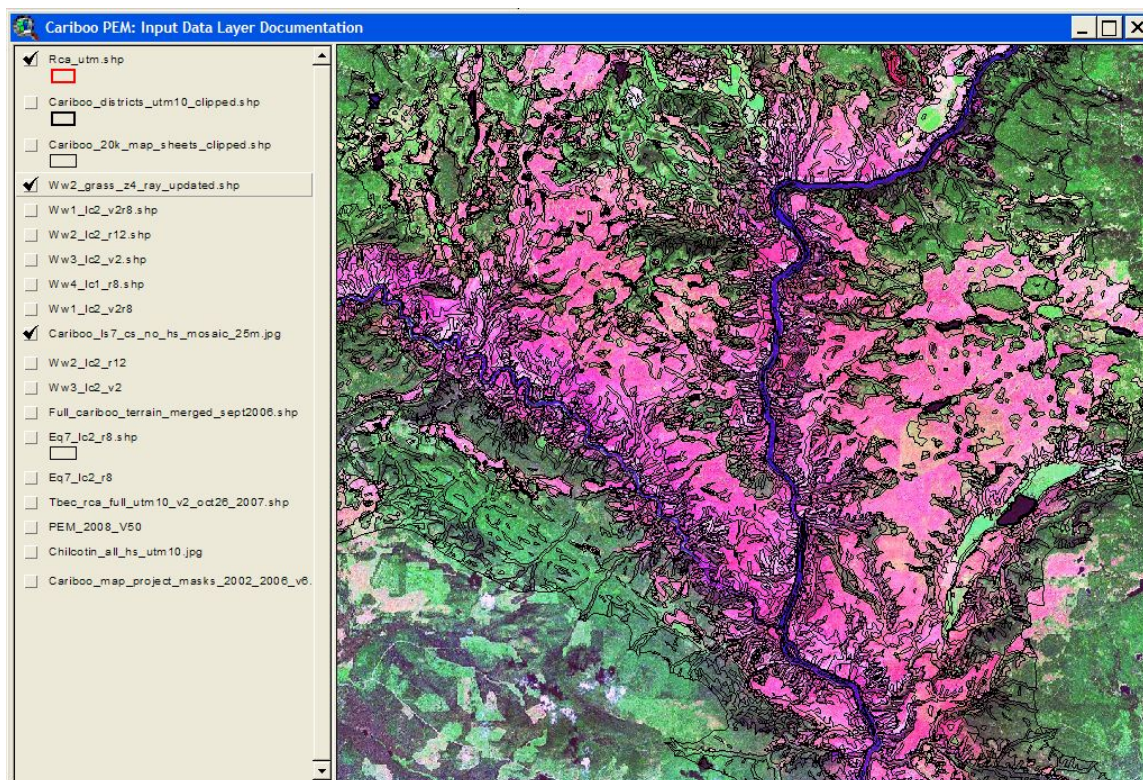 Cariboo PEM: Input Data Layer Documentation
Rca_utm.shp
Cariboo_districts_utm10_clipped.shp
Cariboo_20k_map_sheets_clipped.shp
Ww2_grass_z4_ray_updated.shp
Ww1_lc2_v2r8.shp
Ww2_lc2_r12.shp
Ww3_lc2_v2.shp
Ww4_lc1_r8.shp
Ww1_lc2_v2r8
Cariboo_ls7_cs_no_hs_mosaic_25m.jpg
Ww2_lc2_r12
Ww3_lc2_v2
Full_cariboo_terrain_merged_sept2006.shp
Eq7_lc2_r8.shp
Eq7_lc2_r8
Tbec_rca_full_utm10_v2_oct26_2007.shp
PEM_2008_V50
Chilcotin_all_hs_utm10.jpg
Cariboo_map_project_masks_2002_2006_v6.